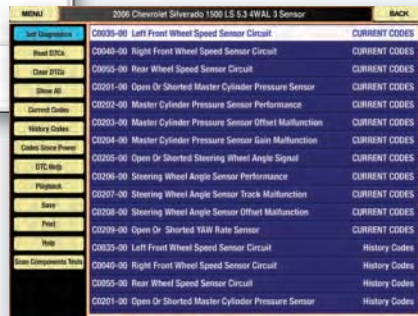 MENU 2006 Chevrolet Silverado 1500 LS 5.3 4WAL 3 Sensor BACK
Self Diagnostics
Read DTCs
Clear DTCs
Show All
Current Codes
History Codes
Codes Since Power
DTC Help
Playback
Save
Print
Help
Scan Components Tests
C0035-00 Left Front Wheel Speed Sensor Circuit CURRENT CODES
C0040-00 Right Front Wheel Speed Sensor Circuit CURRENT CODES
C0055-00 Rear Wheel Speed Sensor Circuit CURRENT CODES
C0201-00 Open Or Shorted Master Cylinder Pressure Sensor CURRENT CODES
C0202-00 Master Cylinder Pressure Sensor Performance CURRENT CODES
C0203-00 Master Cylinder Pressure Sensor Offset Malfunction CURRENT CODES
C0204-00 Master Cylinder Pressure Sensor Gain Malfunction CURRENT CODES
C0205-00 Open Or Shorted Steering Wheel Angle Signal CURRENT CODES
C0206-00 Steering Wheel Angle Sensor Performance CURRENT CODES
C0207-00 Steering Wheel Angle Sensor Track Malfunction CURRENT CODES
C0208-00 Steering Wheel Angle Sensor Offset Malfunction CURRENT CODES
C0209-00 Open Or Shorted YAW Rate Sensor CURRENT CODES
C0035-00 Left Front Wheel Speed Sensor Circuit History Codes
C0040-00 Right Front Wheel Speed Sensor Circuit History Codes
C0055-00 Rear Wheel Speed Sensor Circuit History Codes
C0201-00 Open Or Shorted Master Cylinder Pressure Sensor History Codes